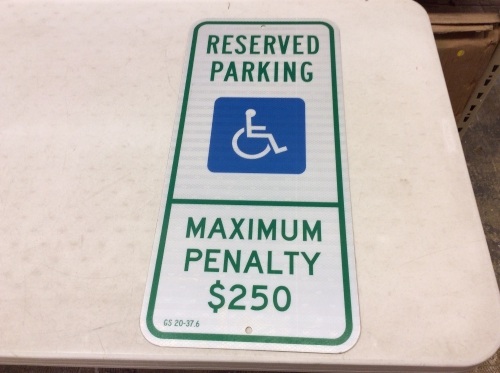 RESERVED
PARKING
MAXIMUM
PENALTY
$250
GS 20-37.6